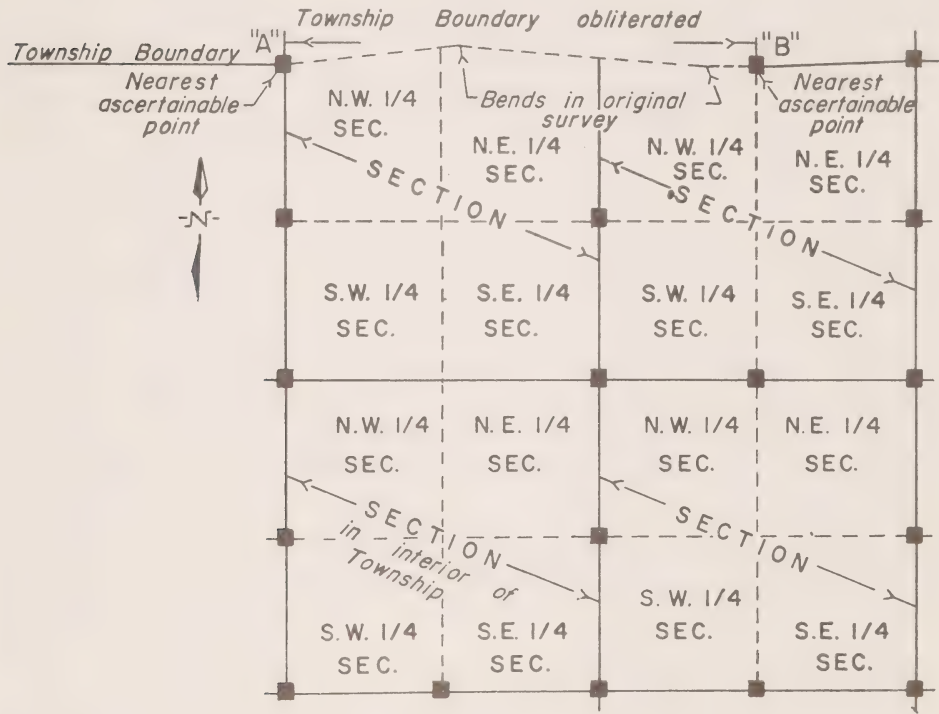 Township Boundary obliterated
"A"
"B"
Township Boundary
Nearest
ascertainable
point
Bends in original
survey
Nearest
ascertainable
point
N.W. 1/4
SEC.
N.E. 1/4
SEC.
N.W. 1/4
SEC.
N.E. 1/4
SEC.
SECTION
SECTION
N
S.W. 1/4
SEC.
S.E. 1/4
SEC.
S.W. 1/4
SEC.
S.E. 1/4
SEC.
N.W. 1/4
SEC.
N.E. 1/4
SEC.
N.W. 1/4
SEC.
N.E. 1/4
SEC.
SECTION
in interior of
Township
SECTION
S.W. 1/4
SEC.
S.E. 1/4
SEC.
S.W. 1/4
SEC.
S.E. 1/4
SEC.